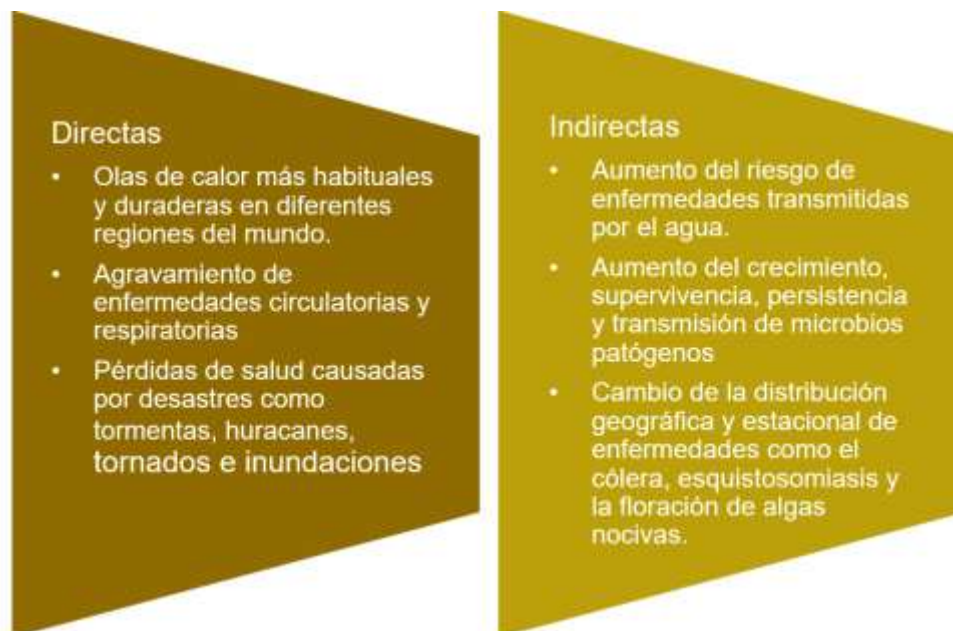 Directas
• Olas de calor más habituales
y duraderas en diferentes
regiones del mundo.
• Agravamiento de
enfermedades circulatorias y
respiratorias
• Pérdidas de salud causadas
por desastres como
tormentas, huracanes,
tornados e inundaciones
Indirectas
• Aumento del riesgo de
enfermedades transmitidas
por el agua.
• Aumento del crecimiento,
supervivencia, persistencia
y transmisión de microbios
patógenos
• Cambio de la distribución
geográfica y estacional de
enfermedades como el
cólera, esquistosomiasis y
la floración de algas
nocivas.